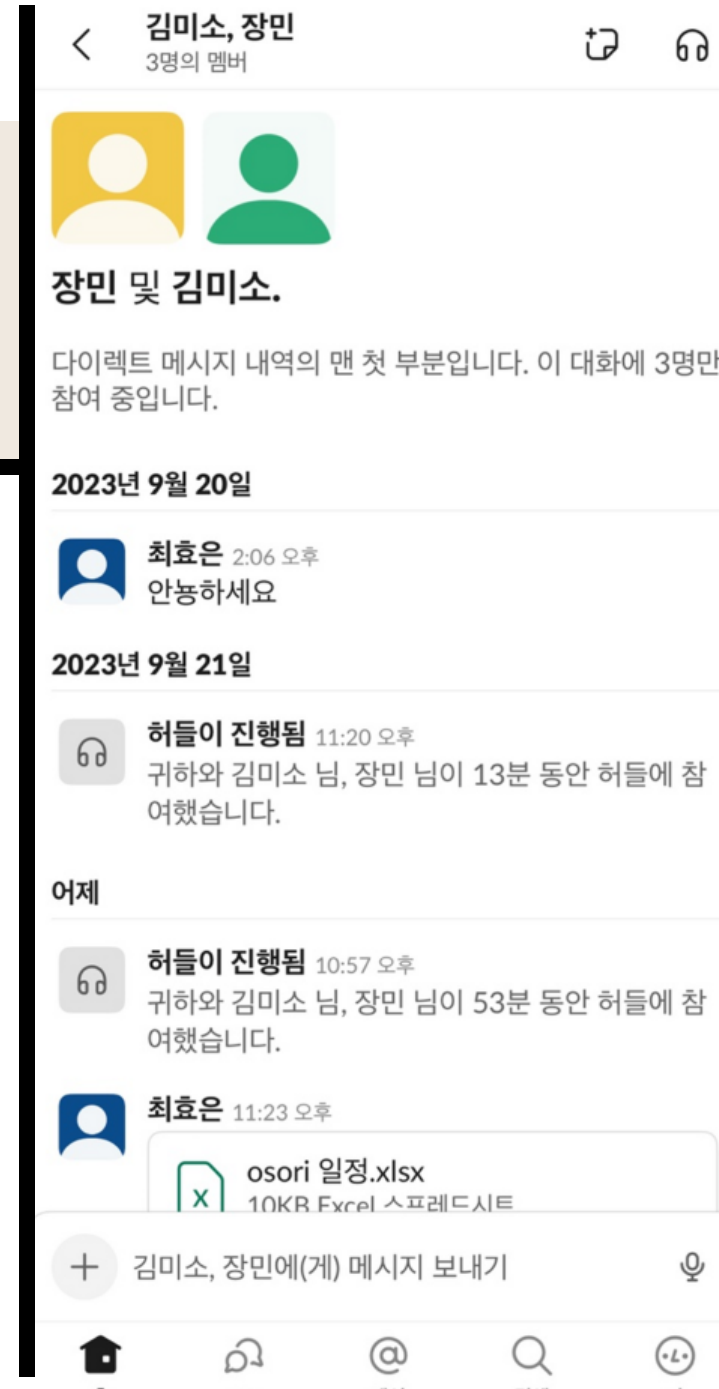 김미소, 장민
3명의 멤버
장민 및 김미소.
다이렉트 메시지 내역의 맨 첫 부분입니다. 이 대화에 3명만
참여 중입니다.
2023년 9월 20일
최효은 2:06 오후
안뇽하세요
2023년 9월 21일
허들이 진행됨 11:20 오후
귀하와 김미소 님, 장민 님이 13분 동안 허들에 참
여했습니다.
어제
허들이 진행됨 10:57 오후
귀하와 김미소 님, 장민 님이 53분 동안 허들에 참
여했습니다.
최효은 11:23 오후
X
osori 일정.xlsx
10KB Excel 스프레드시트
김미소, 장민에(게) 메시지 보내기